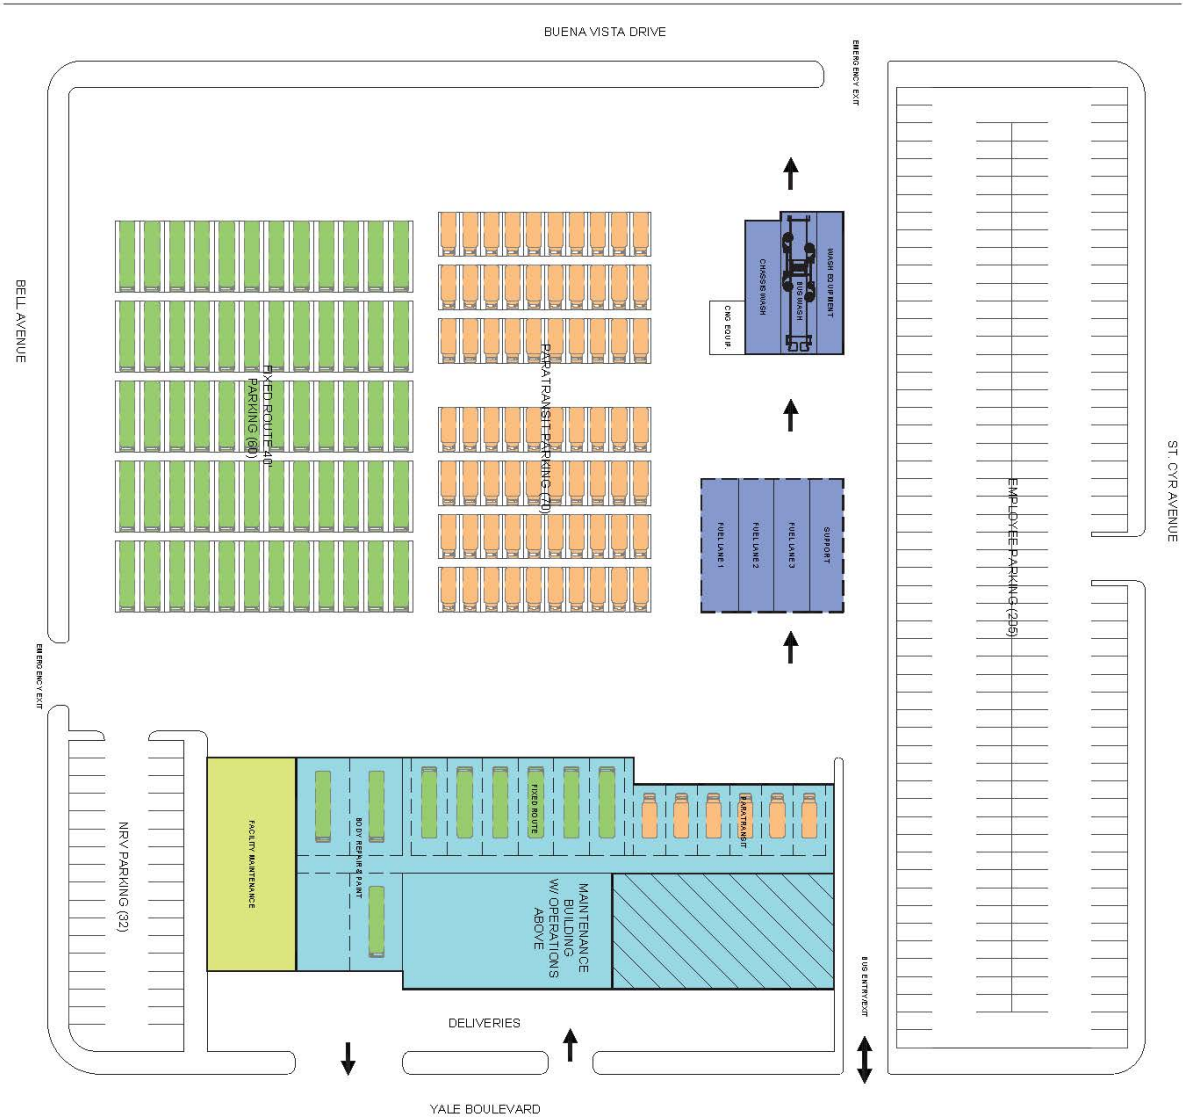 BUENA VISTA DRIVE
EMERGENCY EXIT
BELL AVENUE
ST. CYR AVENUE
FIXED ROUTE 40'
PARKING (60)
PARATRANSIT PARKING (70)
CNG EQUIP.
CHASSIS WASH
BUS WASH
WASH EQUIPMENT
FUEL LANE 1
FUEL LANE 2
FUEL LANE 3
SUPPORT
EMPLOYEE PARKING (295)
EMERGENCY EXIT
NRV PARKING (32)
FACILITY MAINTENANCE
BODY REPAIR & PAINT
FIXED ROUTE
PARATRANSIT
MAINTENANCE
BUILDING
W/ OPERATIONS
ABOVE
BUS ENTRY/EXIT
DELIVERIES
YALE BOULEVARD